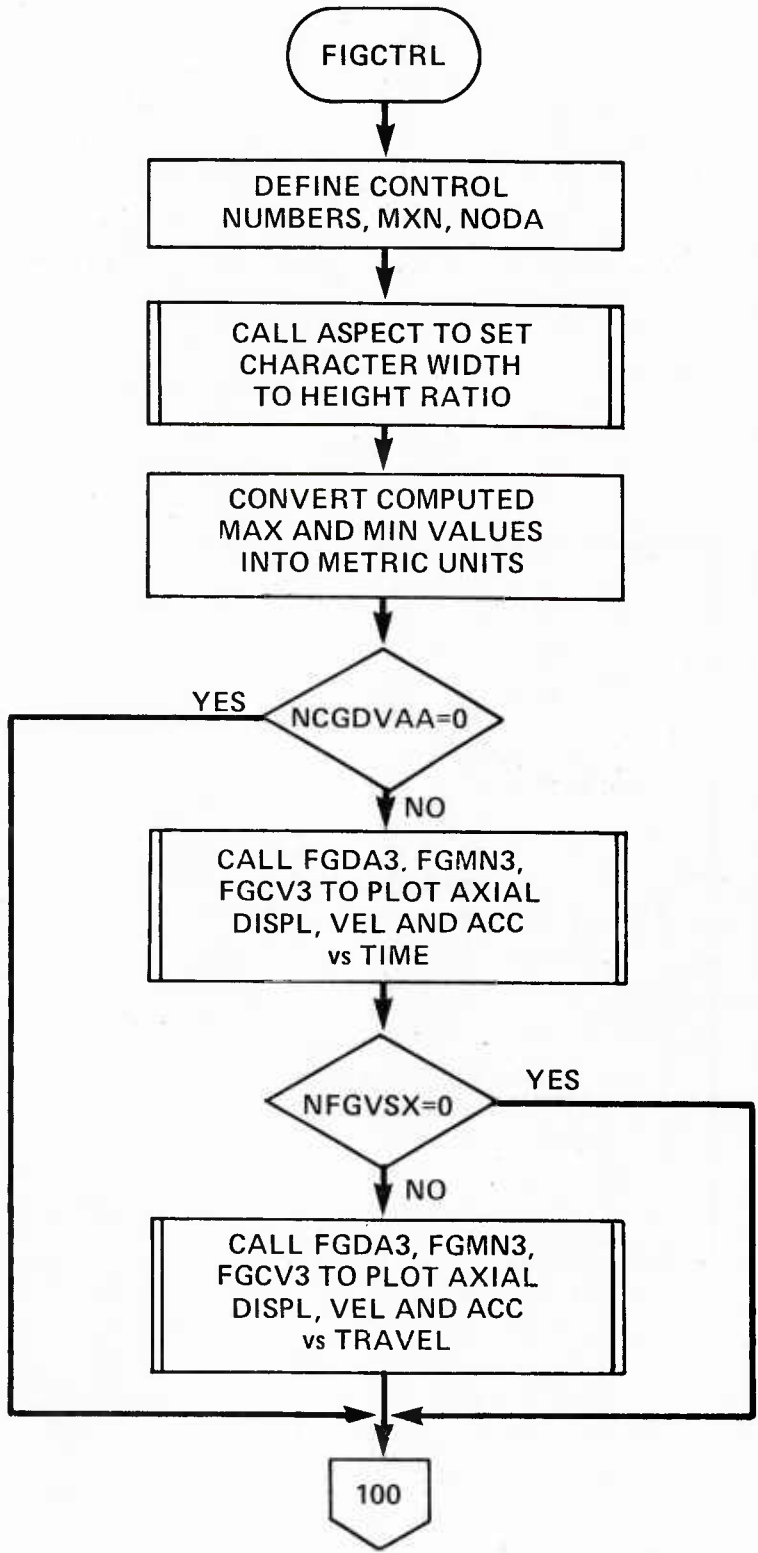 FIGCTRL
DEFINE CONTROL
NUMBERS, MXN, NODA
CALL ASPECT TO SET
CHARACTER WIDTH
TO HEIGHT RATIO
CONVERT COMPUTED
MAX AND MIN VALUES
INTO METRIC UNITS
YES
NCGDVAA=0
NO
CALL FGDA3. FGMN3,
FGCV3 TO PLOT AXIAL
DISPL, VEL AND ACC
vs TIME
YES
NFGVSX=0
NO
CALL FGDA3, FGMN3,
FGCV3 TO PLOT AXIAL
DISPL, VEL AND ACC
vs TRAVEL
100